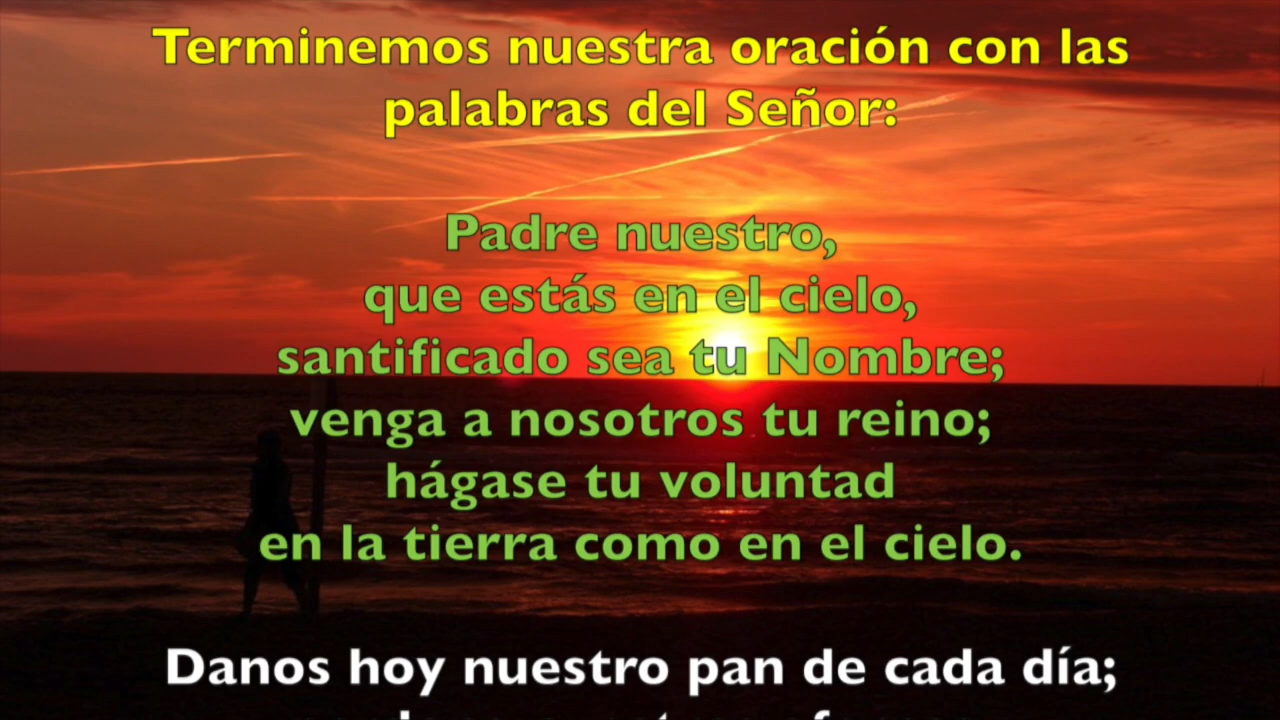 Terminemos nuestra oración con las
palabras del Señor:
Padre nuestro,
que estás en el cielo,
santificado sea tu Nombre;
venga a nosotros tu reino;
hágase tu voluntad
en la tierra como en el cielo.
Danos hoy nuestro pan de cada día;